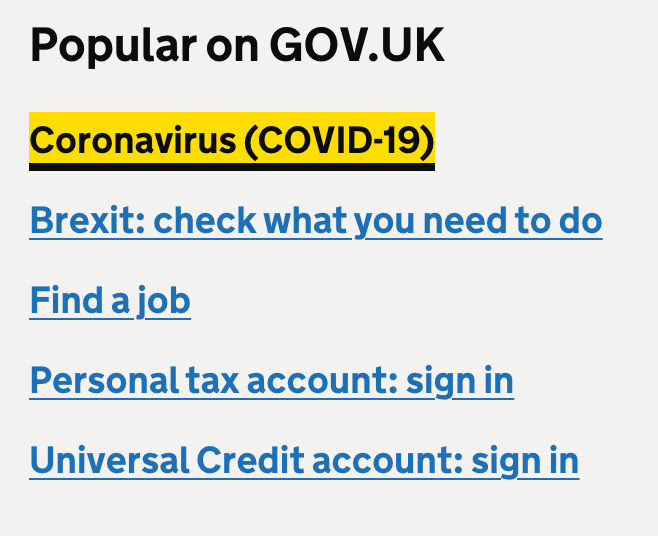 Popular on GOV.UK
Coronavirus (COVID-19)
Brexit: check what you need to do
Find a job
Personal tax account: sign in
Universal Credit account: sign in